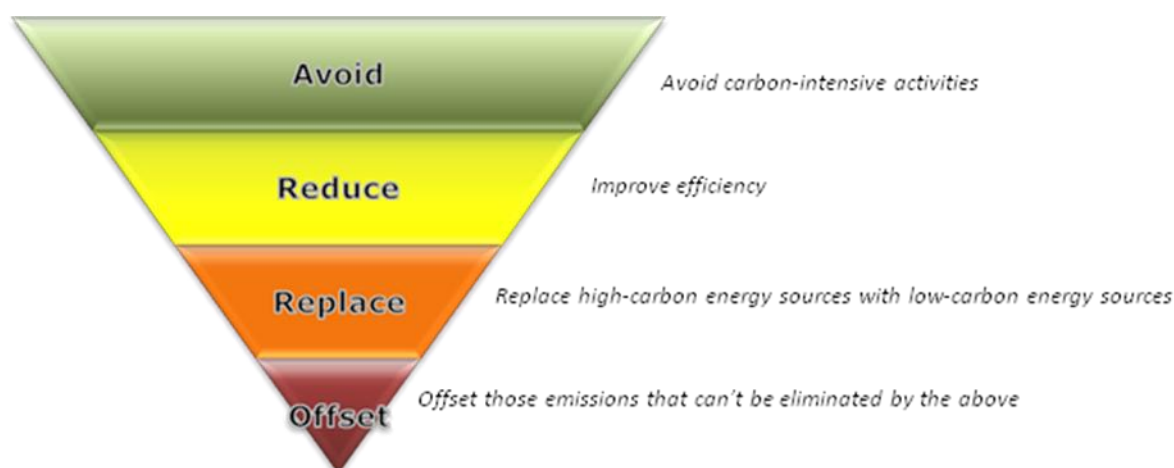 Avoid
Avoid carbon-intensive activities
Reduce
Improve efficiency
Replace
Replace high-carbon energy sources with low-carbon energy sources
Offset
Offset those emissions that can't be eliminated by the above